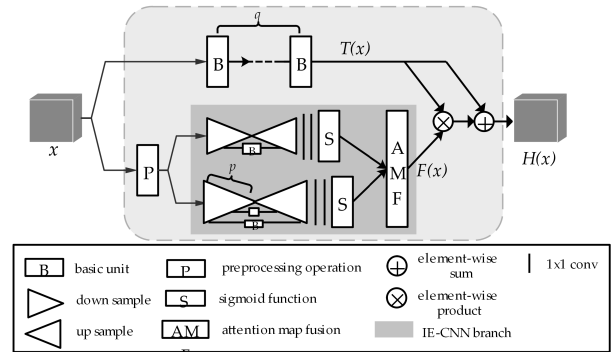 q
B B T(x)
x
P
B
S
p
B
S
A
M
F
F(x)
H(x)
B basic unit
P preprocessing operation
element-wise
sum
1x1 conv
down sample
S sigmoid function
element-wise
product
up sample
AM
attention map fusion
IE-CNN branch